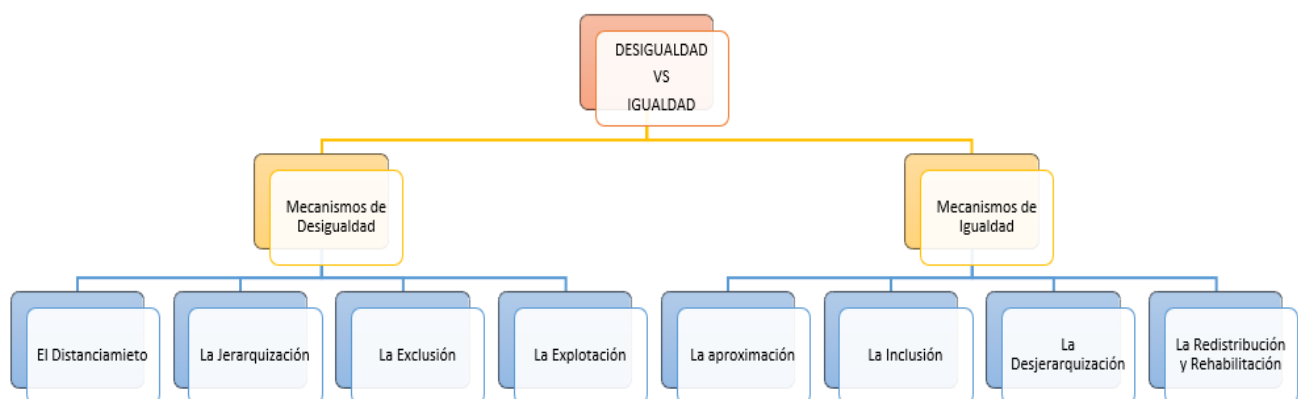 DESIGUALDAD
VS
IGUALDAD
Mecanismos de
Desigualdad
Mecanismos de
Igualdad
El Distanciamieto
La Jerarquización
La Exclusión
La Explotación
La aproximación
La Inclusión
La
Desjerarquización
La Redistribución
y Rehabilitación